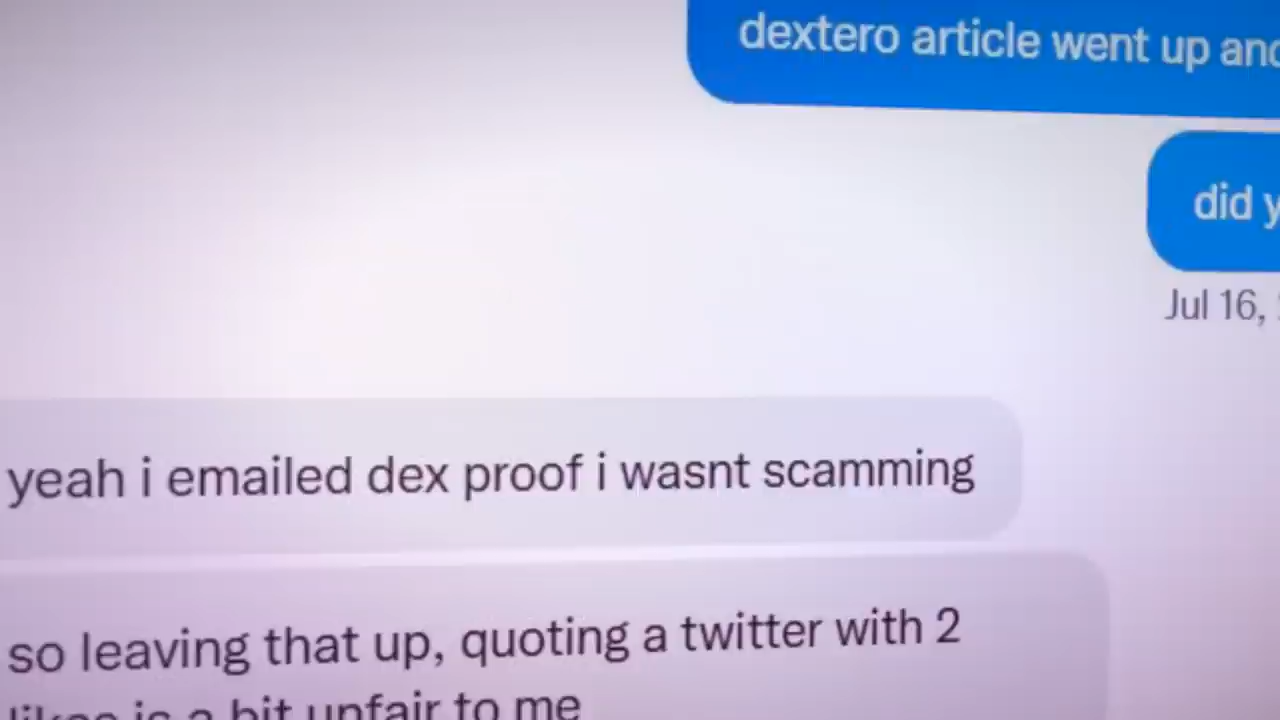 dextero article went up and
did y
Jul 16,
yeah i emailed dex proof i wasnt scamming
so leaving that up, quoting a twitter with 2
likes is a bit unfair to me